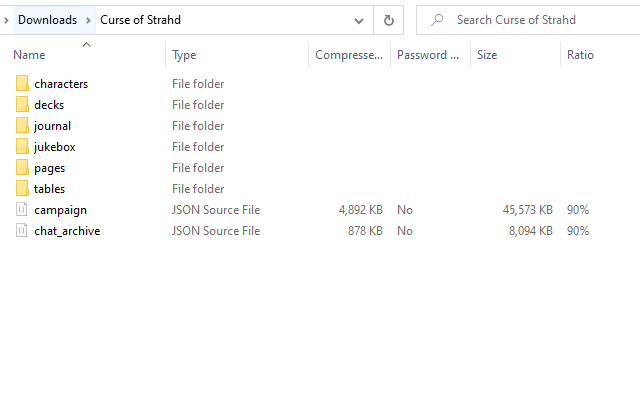 Downloads Curse of Strahd Search Curse of Strahd
Name Type Compresse... Password ... Size Ratio
characters File folder
decks File folder
journal File folder
jukebox File folder
pages File folder
tables File folder
campaign JSON Source File 4,892 KB No 45,573 KB 90%
chat_archive JSON Source File 878 KB No 8,094 KB 90%